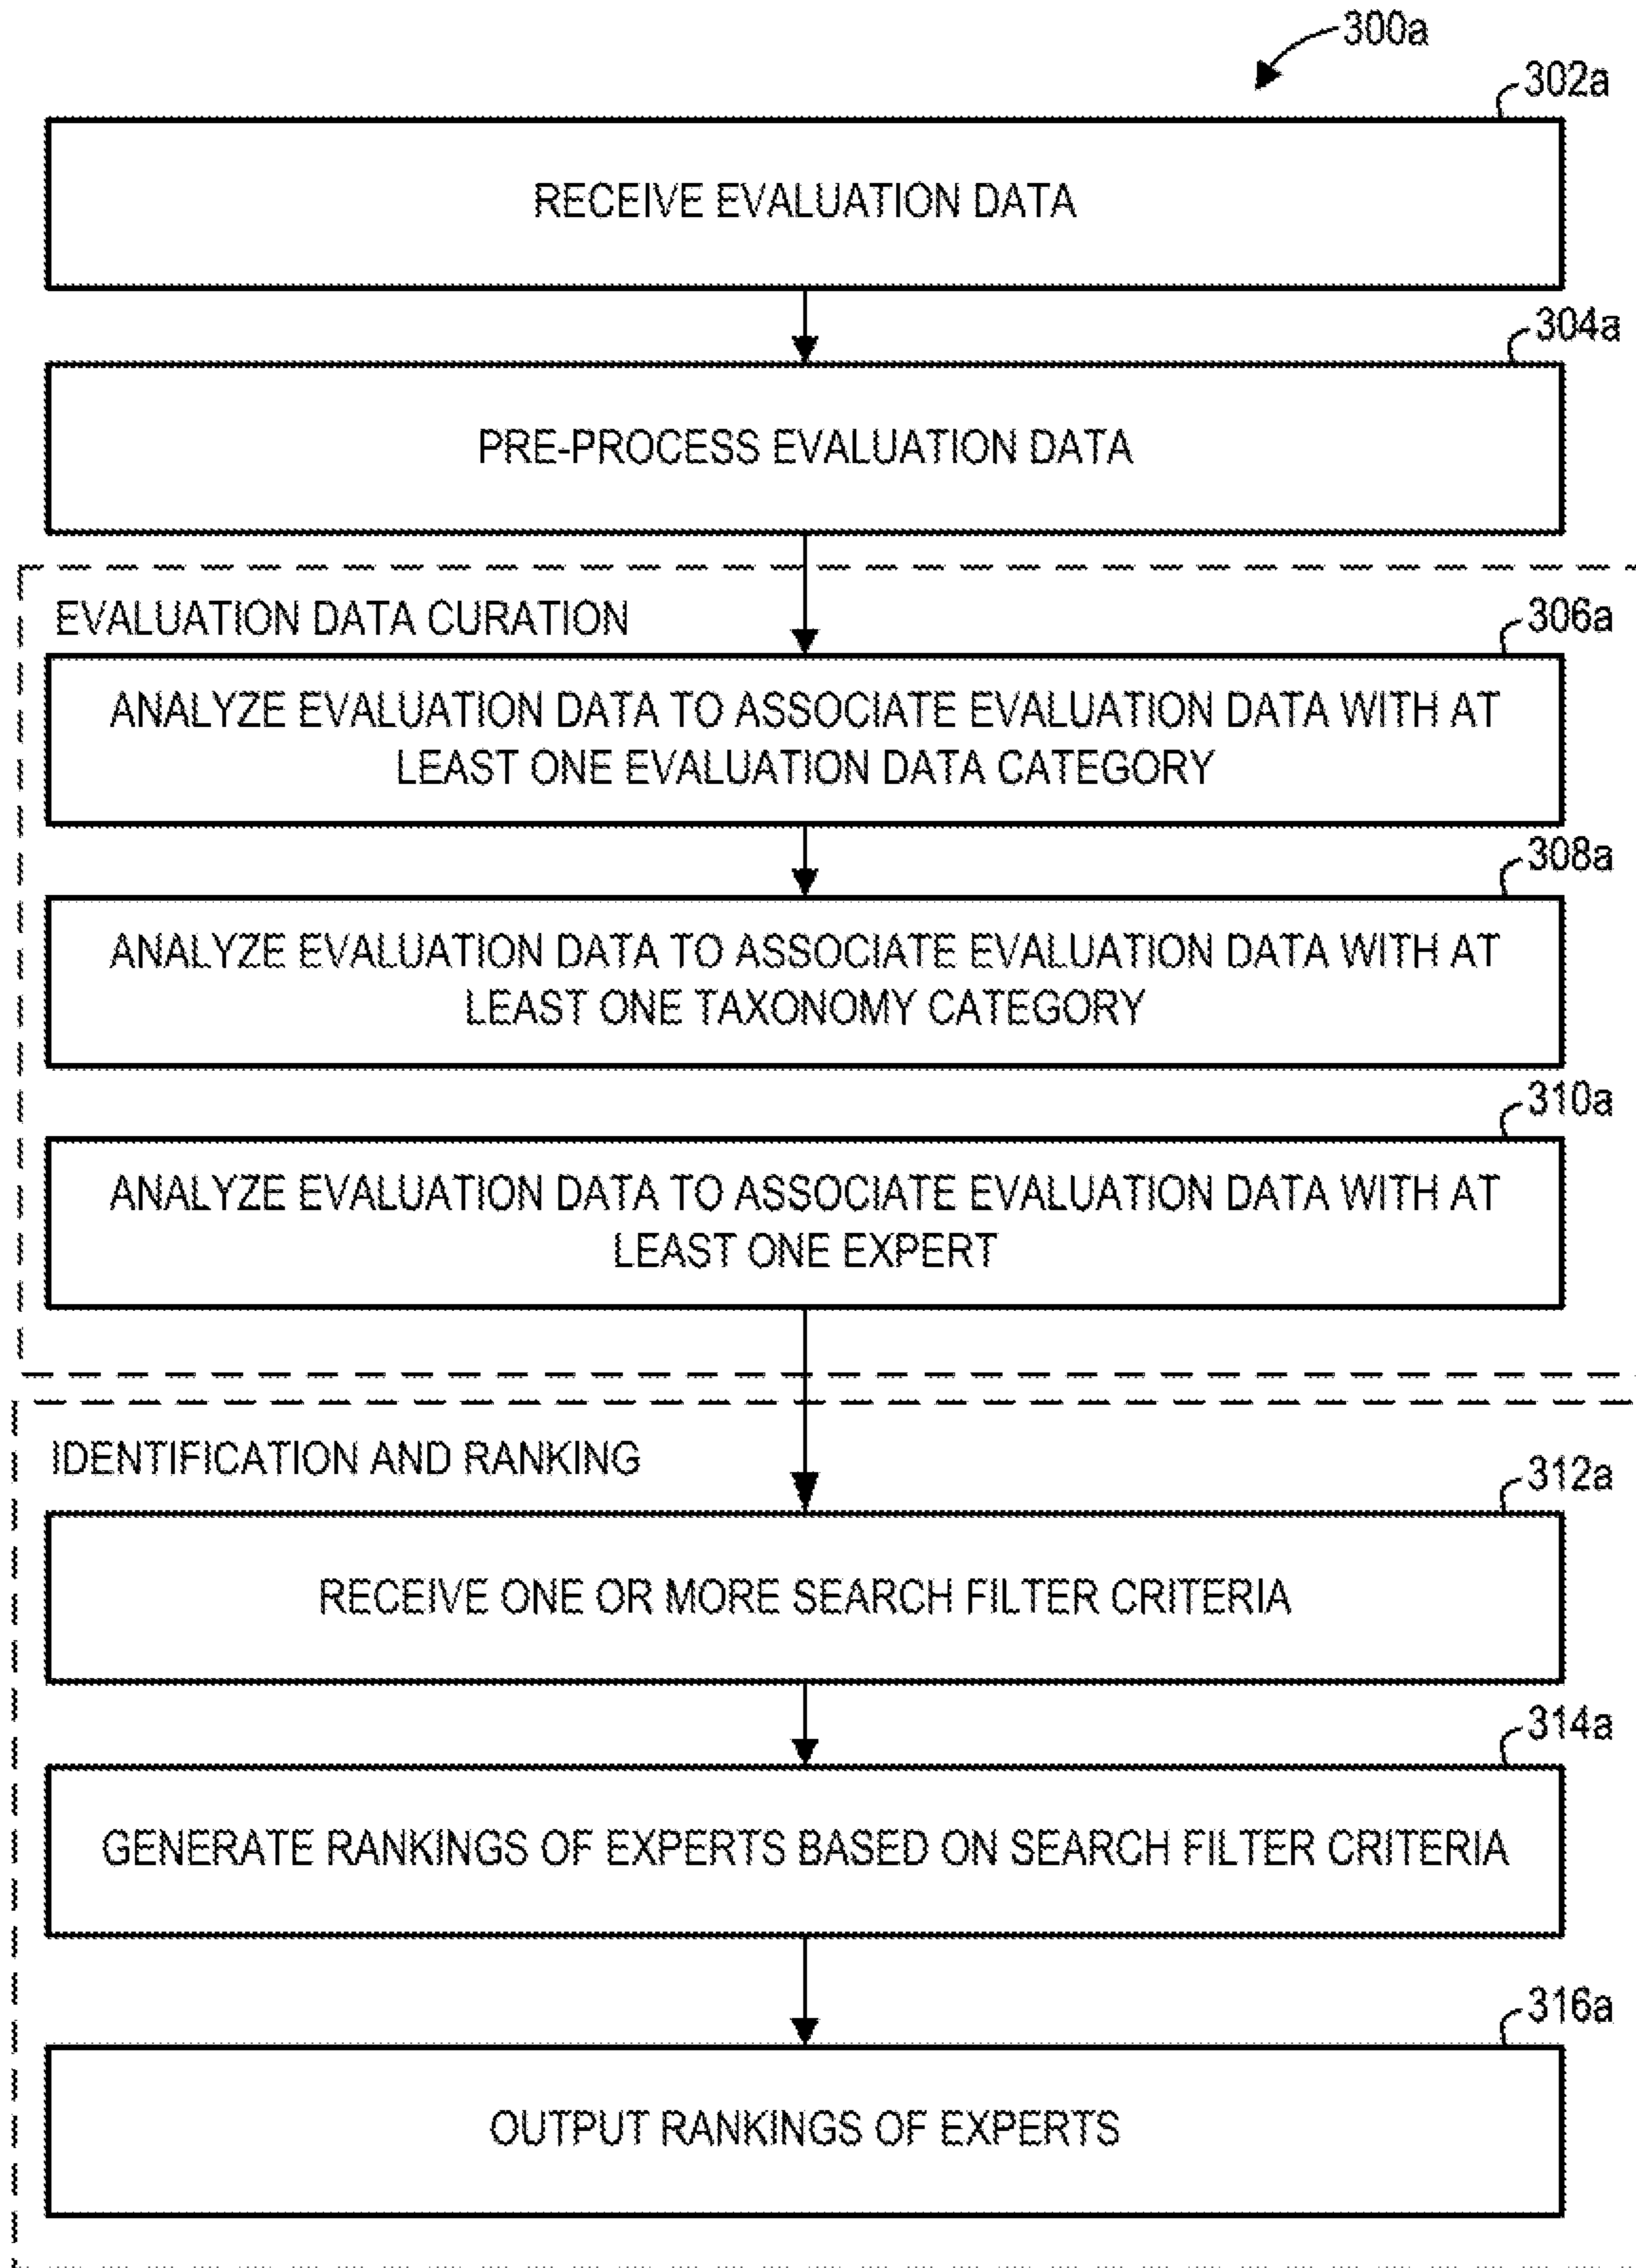 300a
302a
RECEIVE EVALUATION DATA
304a
PRE-PROCESS EVALUATION DATA
EVALUATION DATA CURATION
306a
ANALYZE EVALUATION DATA TO ASSOCIATE EVALUATION DATA WITH AT
LEAST ONE EVALUATION DATA CATEGORY
308a
ANALYZE EVALUATION DATA TO ASSOCIATE EVALUATION DATA WITH AT
LEAST ONE TAXONOMY CATEGORY
310a
ANALYZE EVALUATION DATA TO ASSOCIATE EVALUATION DATA WITH AT
LEAST ONE EXPERT
IDENTIFICATION AND RANKING
312a
RECEIVE ONE OR MORE SEARCH FILTER CRITERIA
314a
GENERATE RANKINGS OF EXPERTS BASED ON SEARCH FILTER CRITERIA
316a
OUTPUT RANKINGS OF EXPERTS